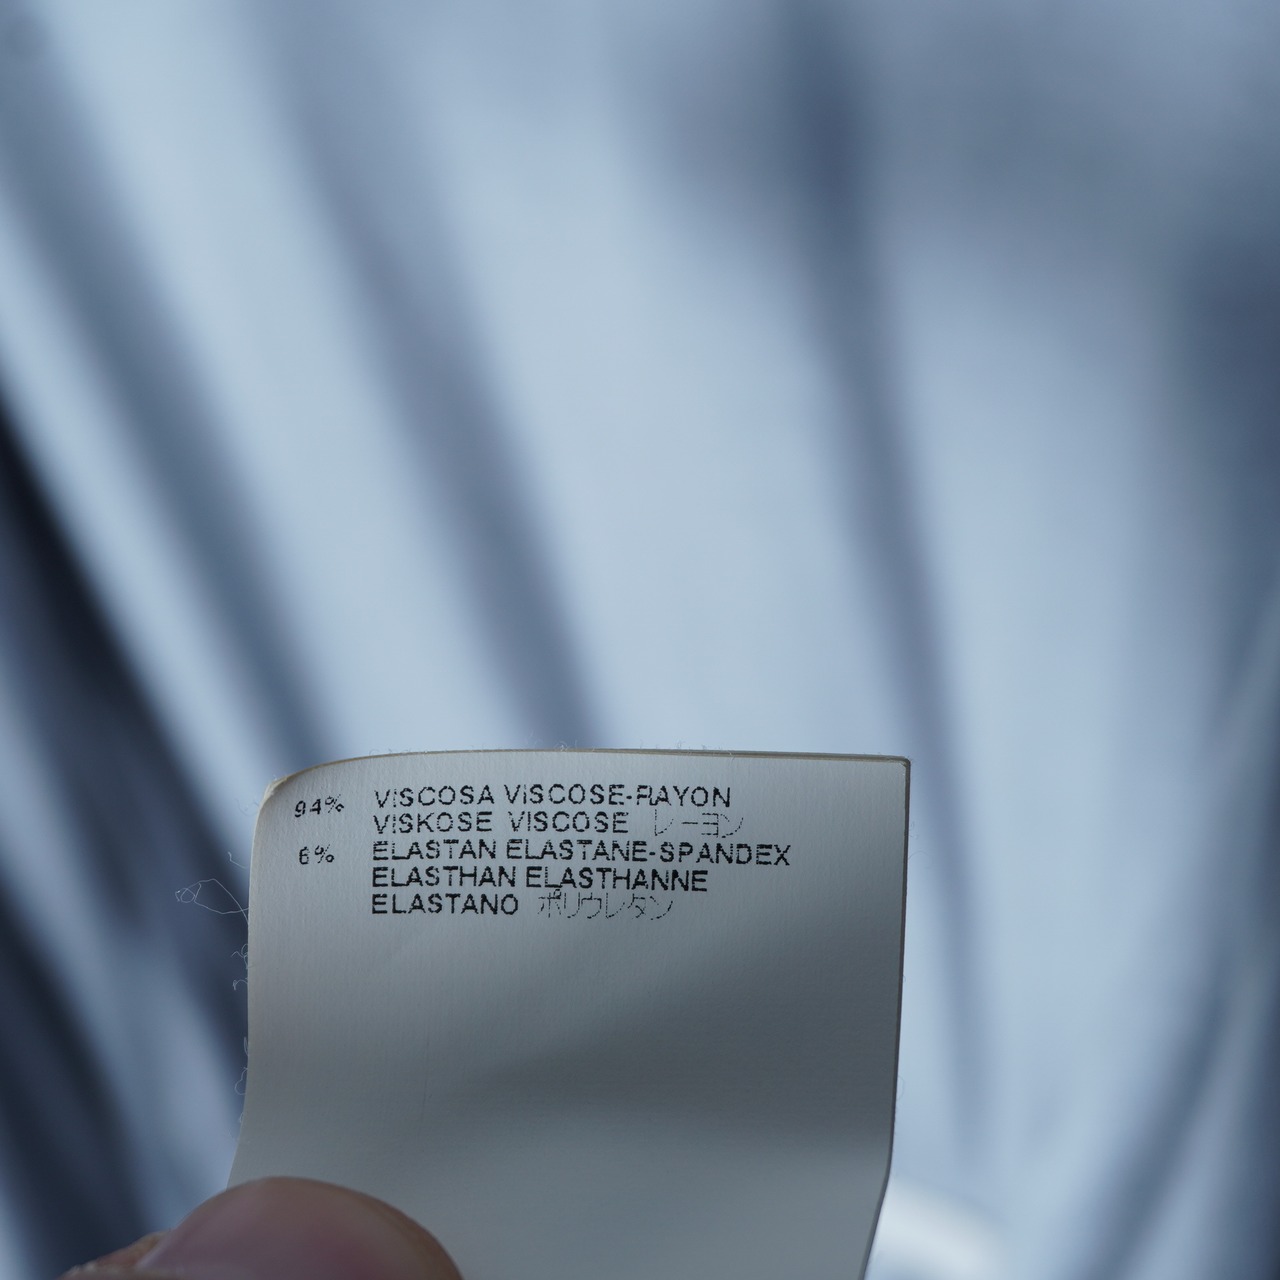 94% VISCOSA VISCOSE-RAYON
VISKOSE VISCOSE レーヨン
6% ELASTAN ELASTANE-SPANDEX
ELASTHAN ELASTHANNE
ELASTANO ポリウレタン